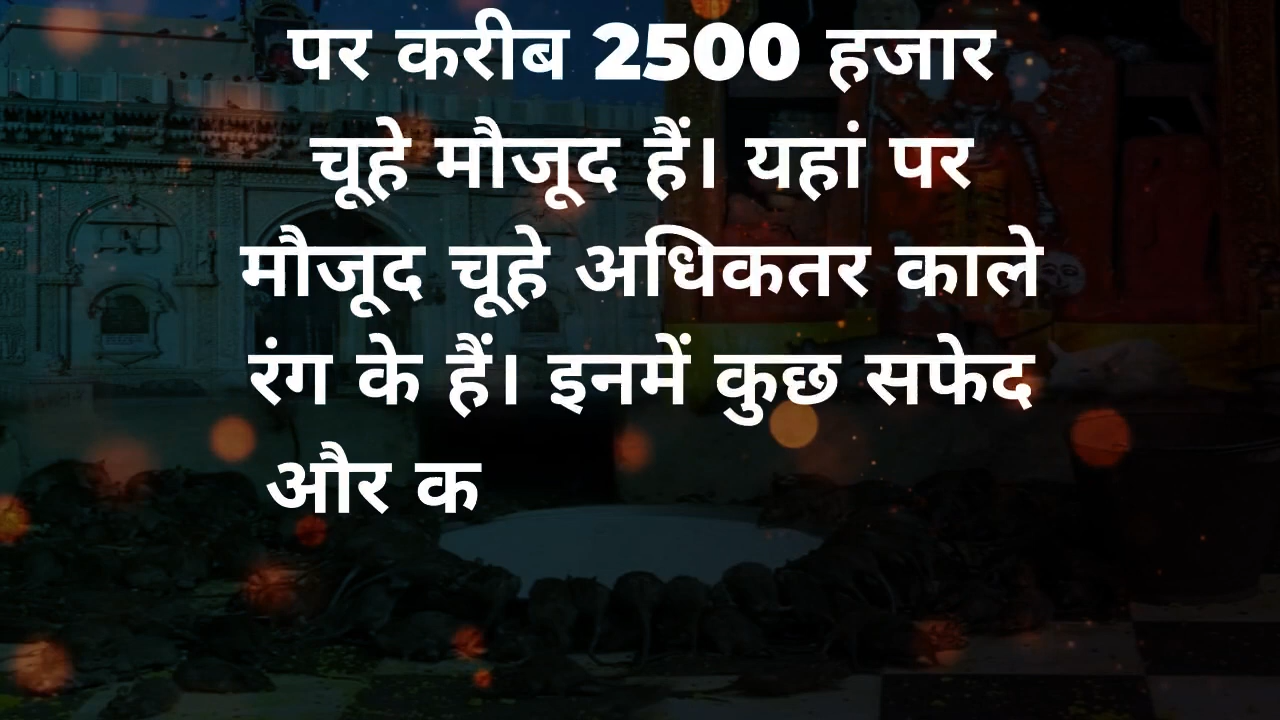 पर करीब 2500 हजार
चूहे मौजूद हैं। यहां पर
मौजूद चूहे अधिकतर काले
रंग के हैं। इनमें कुछ सफेद
और क